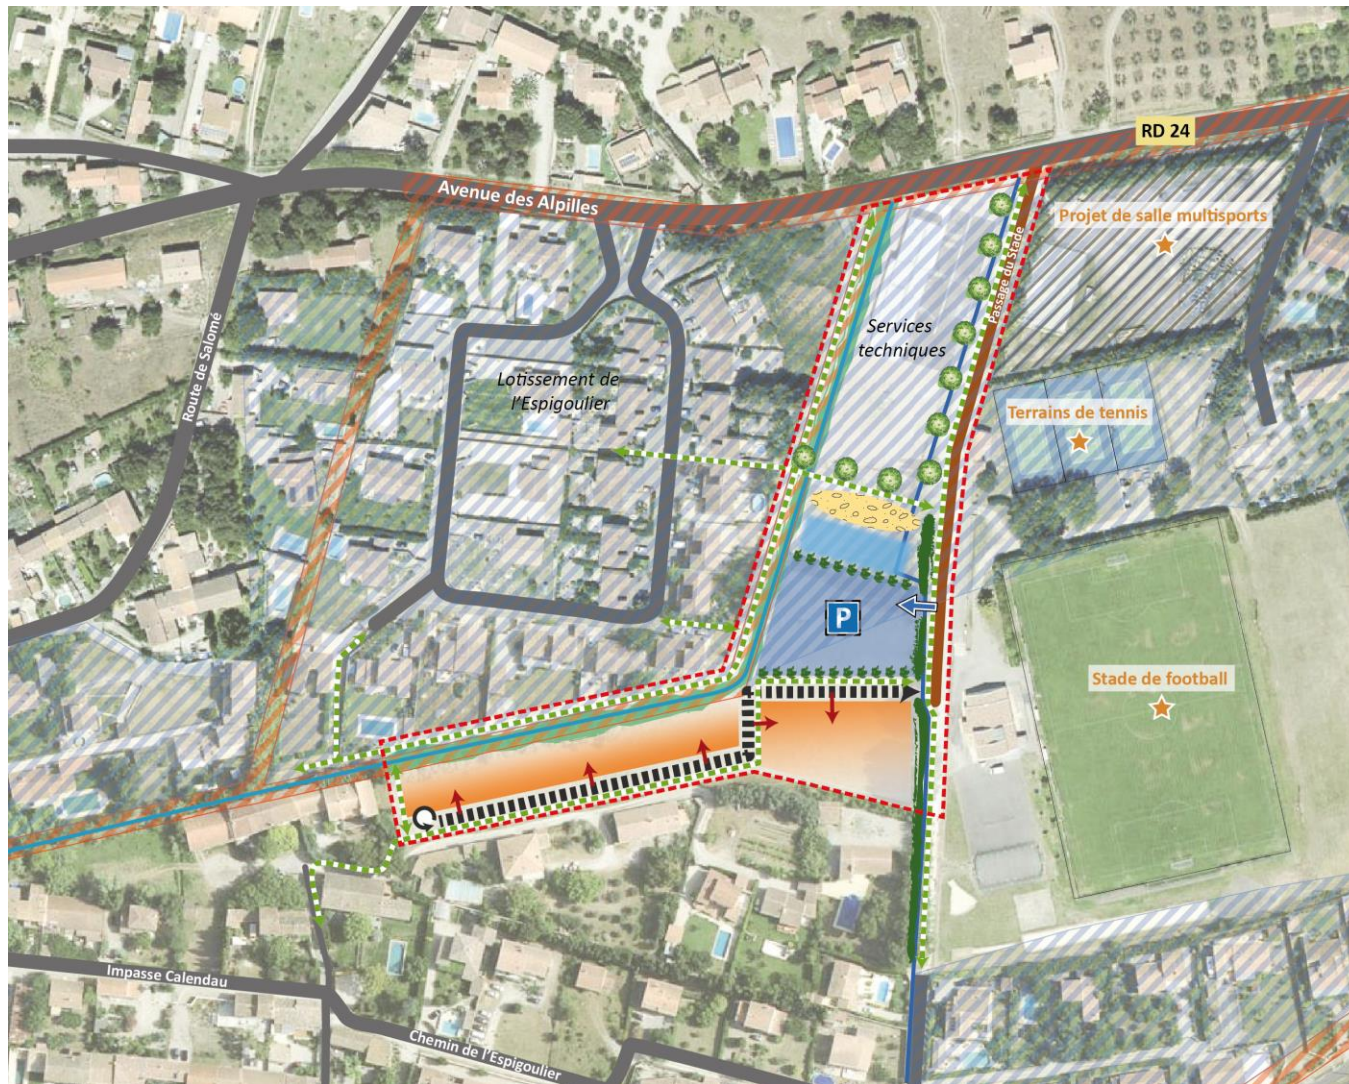 RD 24
Avenue des Alpilles
Projet de salle multisports
Passage du Stade
Services
techniques
Route de Salomé
Lotissement de
l'Espigoulier
Terrains de tennis
P
Stade de football
Impasse Calendau
Chemin de l'Espigoulier